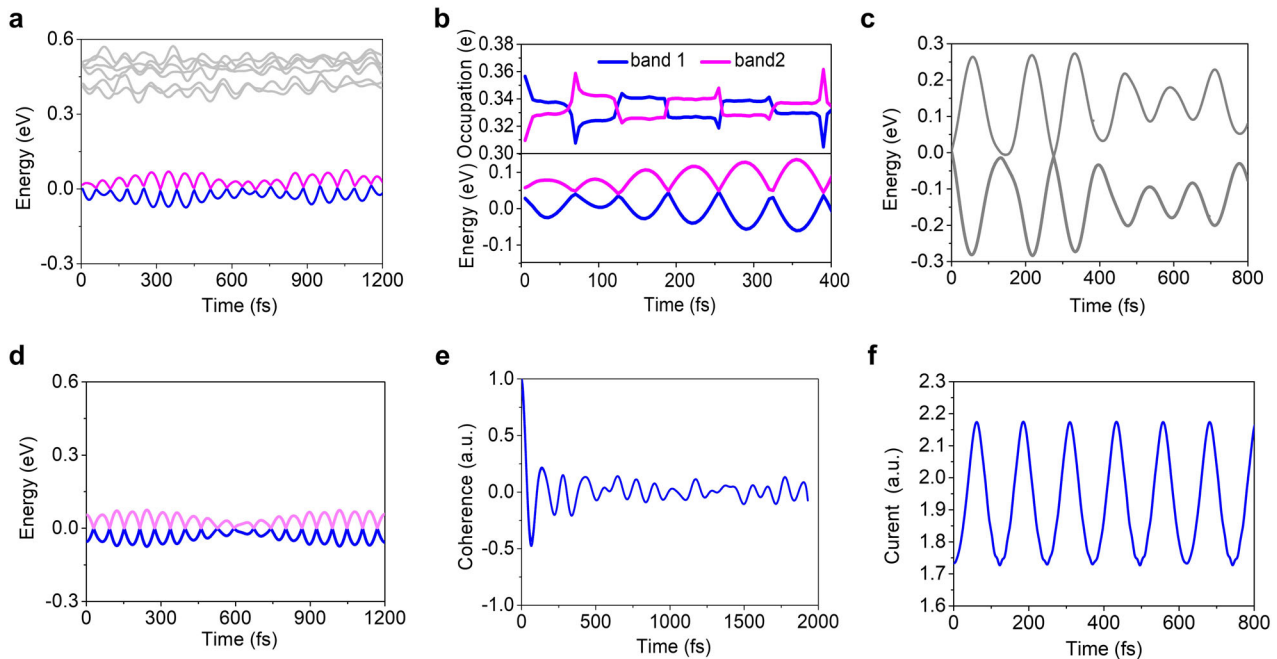 a
0.6
0.3
0.0
-0.3
Energy (eV)
0 300 600 900 1200
Time (fs)
b
0.38
0.36
0.34
0.32
0.30
Occupation (e)
band 1 band2
0.1
0.0
0.1
Energy (eV)
0 100 200 300 400
Time (fs)
c
0.3
0.2
0.1
0.0
-0.1
-0.2
-0.3
Energy (eV)
0 200 400 600 800
Time (fs)
d
0.6
0.3
0.0
-0.3
Energy (eV)
0 300 600 900 1200
Time (fs)
e
1.0
0.5
0.0
-0.5
-1.0
Coherence (a.u.)
0 500 1000 1500 2000
Time (fs)
f
2.3
2.2
2.1
2.0
1.9
1.8
1.7
1.6
Curent (a.u.)
0 200 400 600 800
Time (fs)